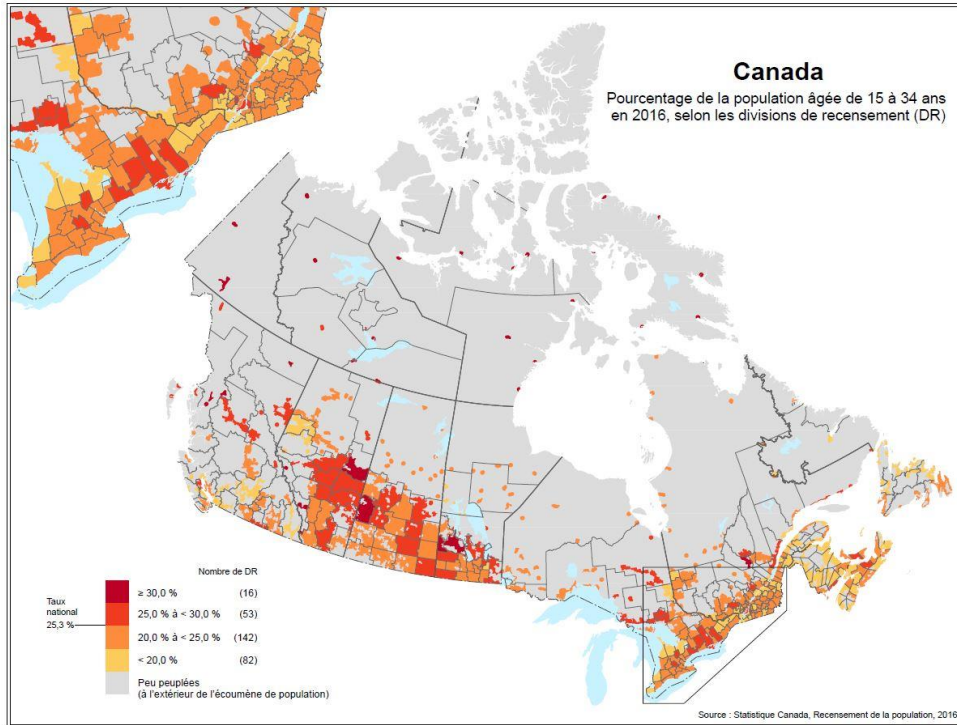 Canada
Pourcentage de la population âgée de 15 à 34 ans
en 2016, selon les divisions de recensement (DR)
Nombre de DR
≥ 30,0 % (16)
25,0 % à < 30,0 % (53)
Taux
national
25,3 %
20,0 % à < 25,0 % (142)
< 20,0 % (82)
Peu peuplées
(à l'extérieur de l'écoumène de population)
Source : Statistique Canada, Recensement de la population, 2016